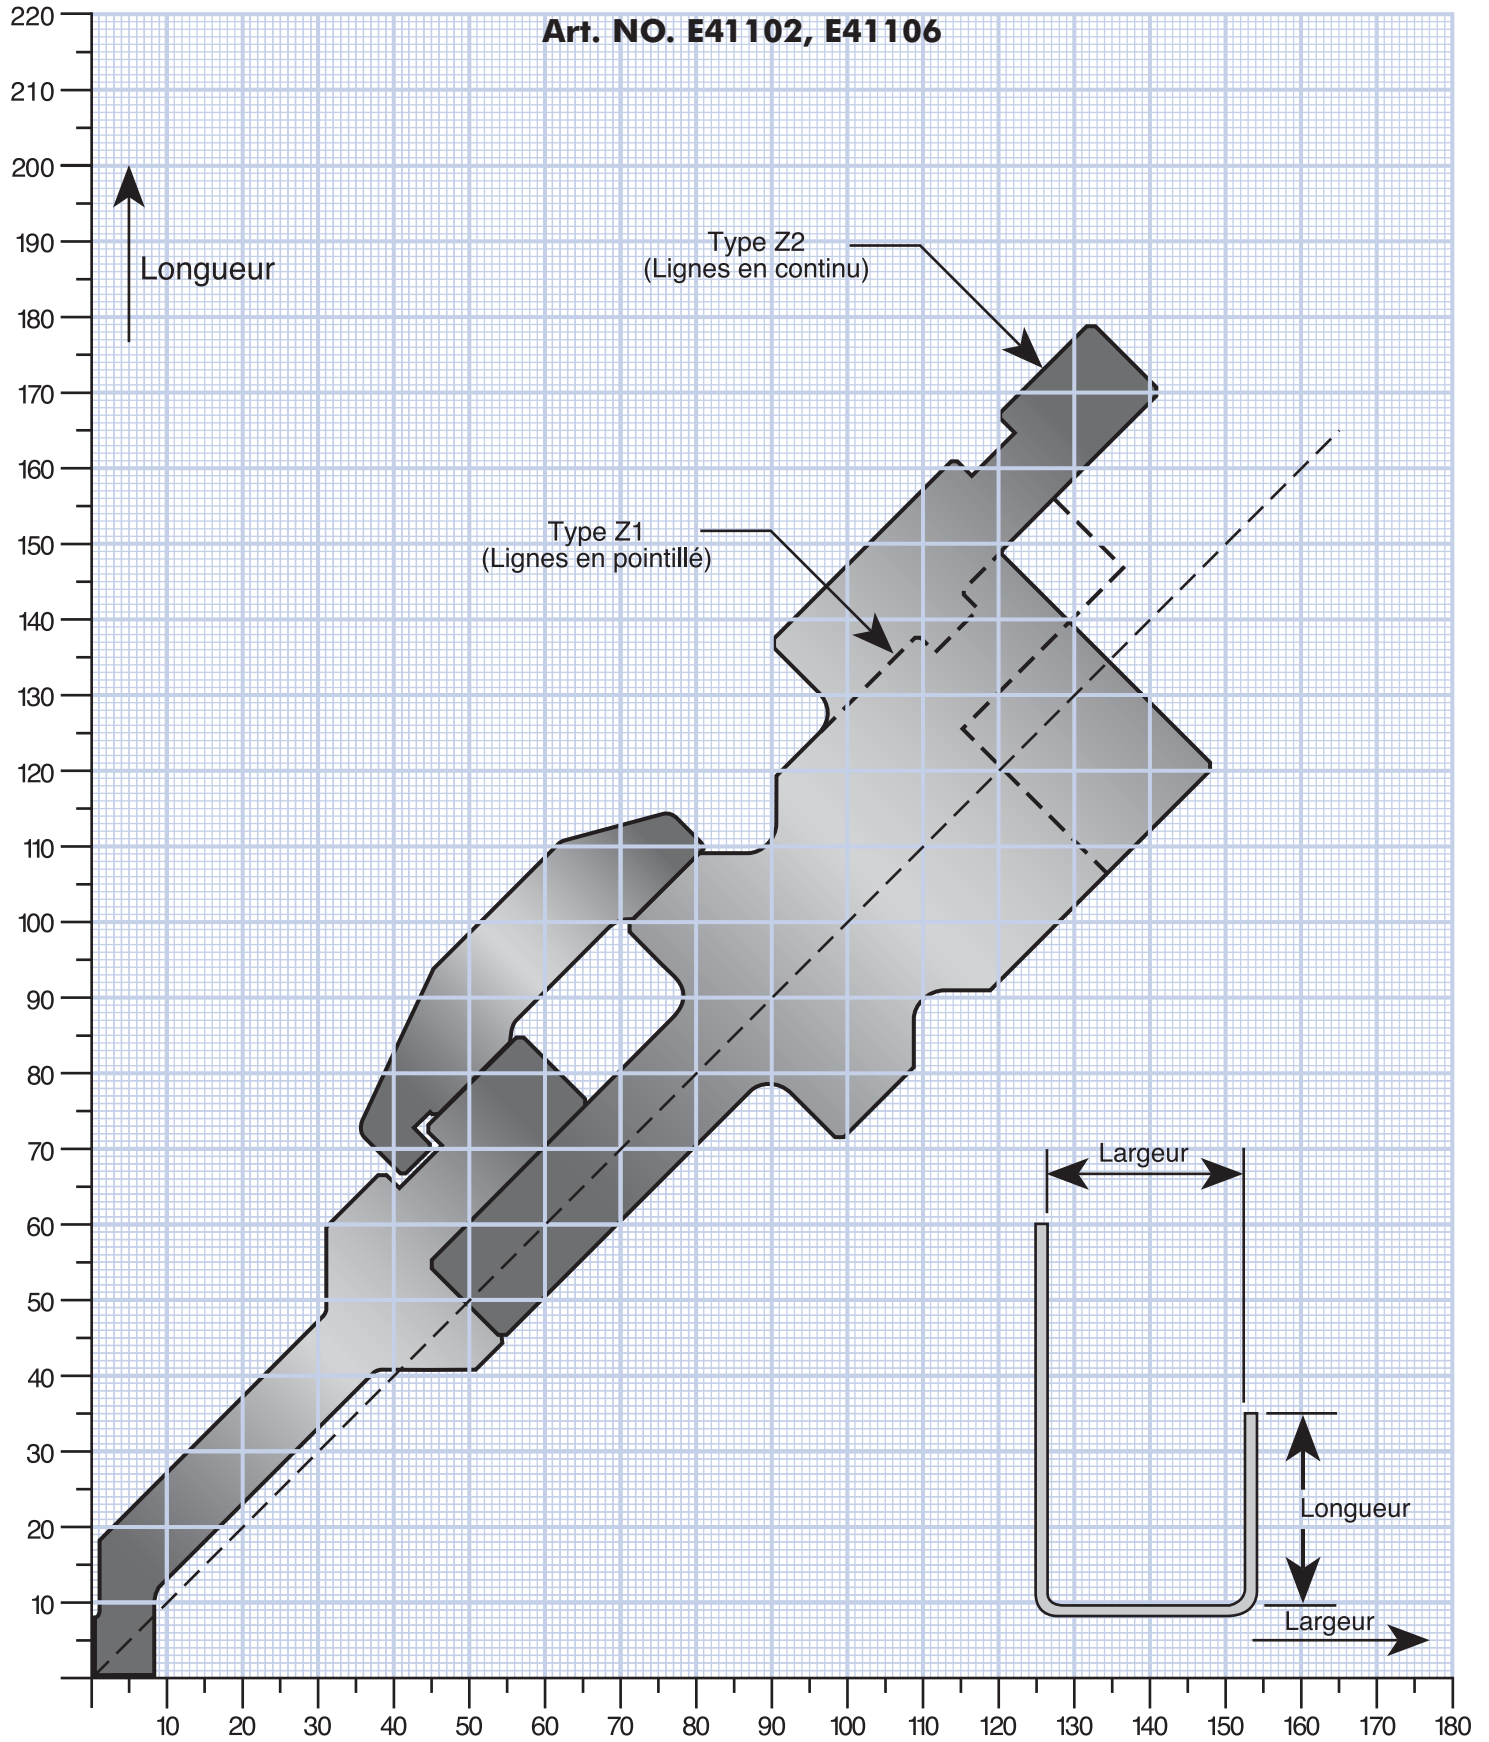 Art. NO. E41102, E41106
220
210
200
190
180
170
160
150
140
130
120
110
100
90
80
70
60
50
40
30
20
10
Longueur
Type Z2
(Lignes en continu)
Type Z1
(Lignes en pointillé)
Largeur
Longueur
Largeur
10 20 30 40 50 60 70 80 90 100 110 120 130 140 150 160 170 180